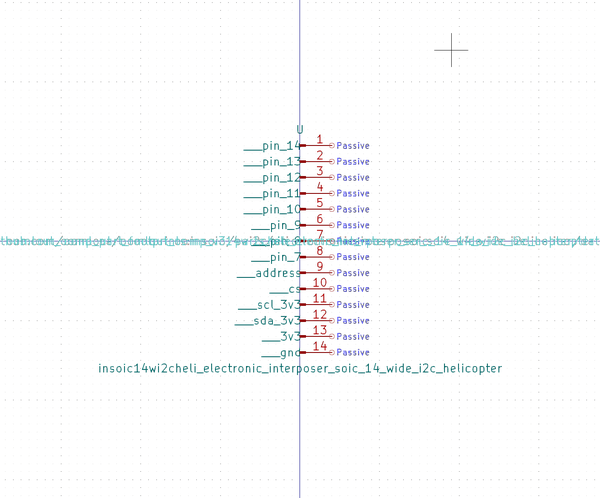 U
___pin_14 1 Passive
___pin_13 2 Passive
___pin_12 3 Passive
___pin_11 4 Passive
___pin_10 5 Passive
___pin_9 6 Passive
7
___pin_7 8 Passive
___address 9 Passive
___cs 10 Passive
___scl_3v3 11 Passive
___sda_3v3 12 Passive
___3v3 13 Passive
___gnd 14 Passive
insoic14wi2cheli_electronic_interposer_soic_14_wide_i2c_helicopter